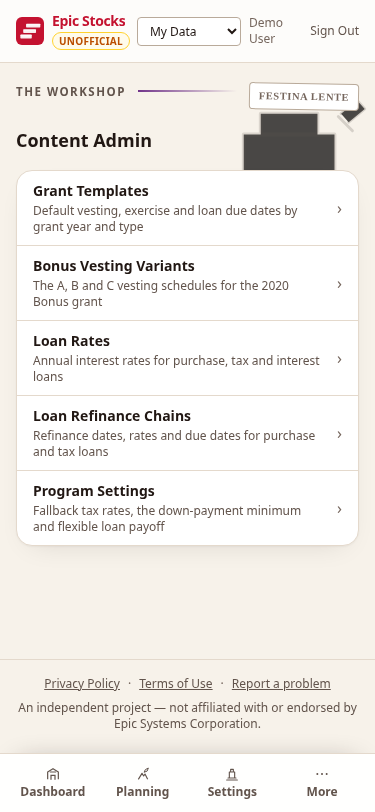 Epic Stocks
UNOFFICIAL
My Data
Demo
User
Sign Out
THE WORKSHOP
FESTINA LENTE
Content Admin
Grant Templates
Default vesting, exercise and loan due dates by
grant year and type
Bonus Vesting Variants
The A, B and C vesting schedules for the 2020
Bonus grant
Loan Rates
Annual interest rates for purchase, tax and interest
loans
Loan Refinance Chains
Refinance dates, rates and due dates for purchase
and tax loans
Program Settings
Fallback tax rates, the down-payment minimum
and flexible loan payoff
Privacy Policy · Terms of Use · Report a problem
An independent project — not affiliated with or endorsed by
Epic Systems Corporation.
Dashboard
Planning
Settings
More